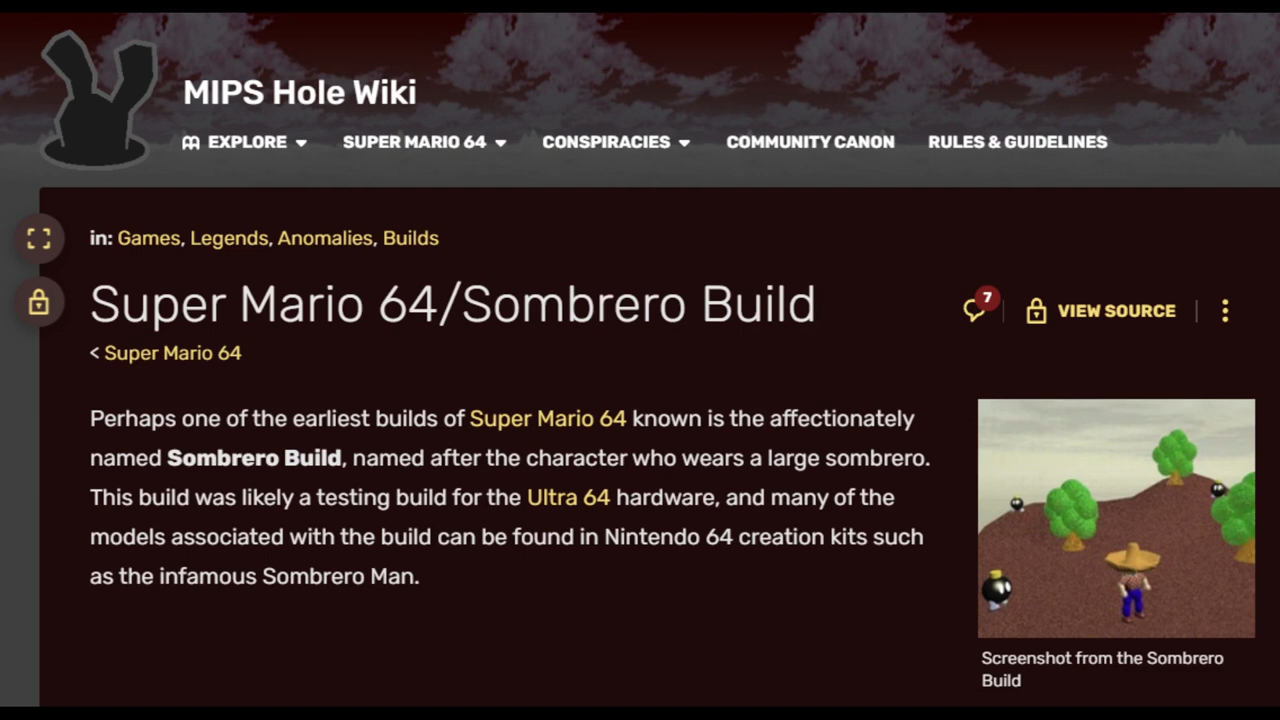 MIPS Hole Wiki
EXPLORE SUPER MARIO 64 CONSPIRACIES COMMUNITY CANON RULES & GUIDELINES
in: Games, Legends, Anomalies, Builds
Super Mario 64/Sombrero Build
7
VIEW SOURCE
< Super Mario 64
Perhaps one of the earliest builds of Super Mario 64 known is the affectionately
named Sombrero Build, named after the character who wears a large sombrero.
This build was likely a testing build for the Ultra 64 hardware, and many of the
models associated with the build can be found in Nintendo 64 creation kits such
as the infamous Sombrero Man.
Screenshot from the Sombrero
Build